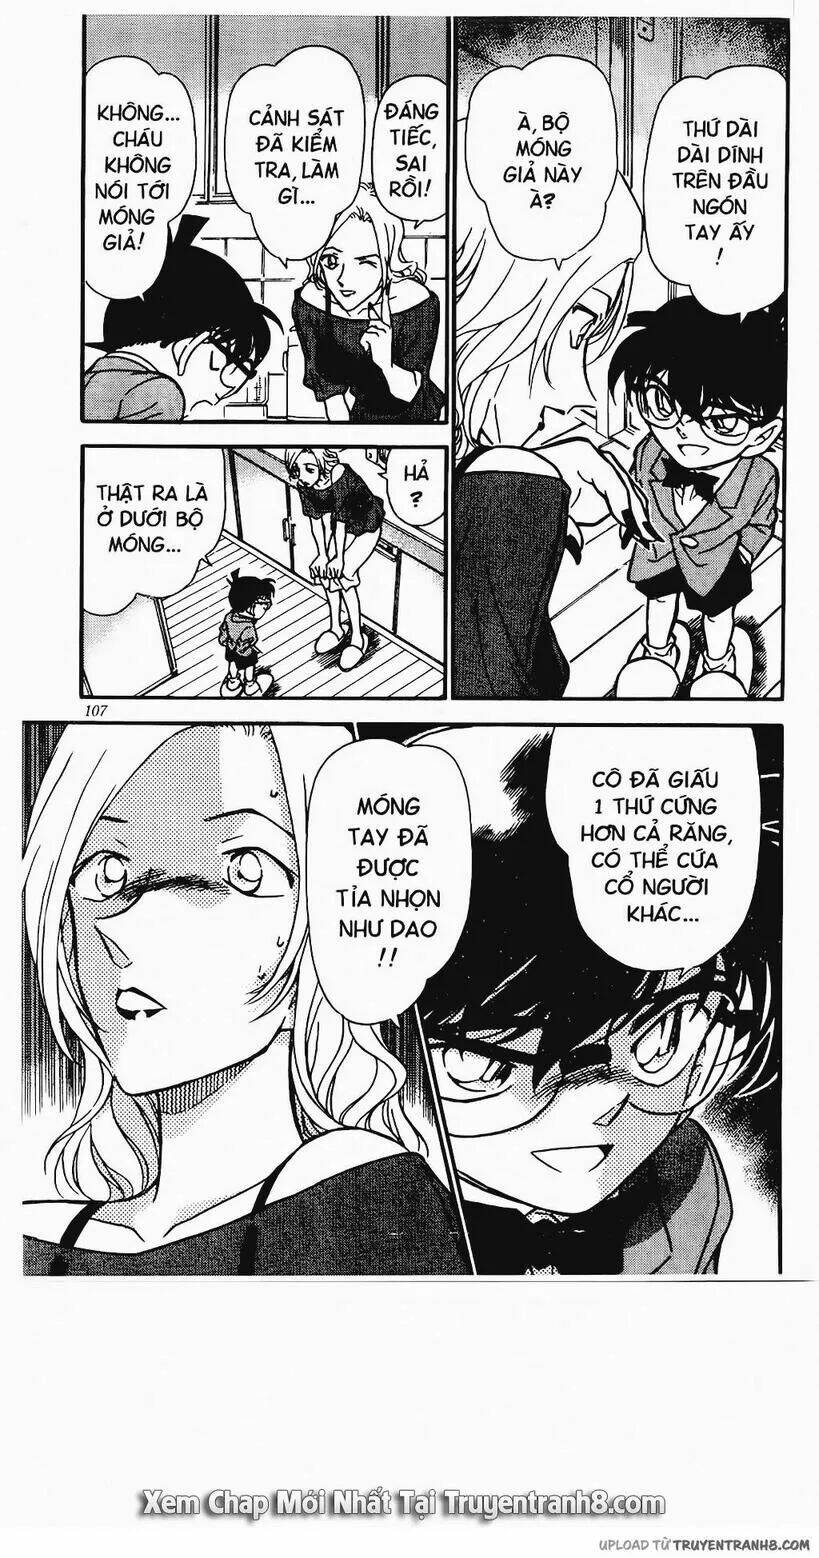 THỨ DÀI
DÀI DÍNH
TRÊN ĐẦU
NGÓN
TAY ẤY
!
À, BỘ
MÓNG
GIẢ NÀY
À?
ĐÁNG
TIẾC,
SAI
RỒI!
CẢNH SÁT
ĐÃ KIỂM
TRA, LÀM
GÌ...
KHÔNG...
CHÁU
KHÔNG
NÓI TỚI
MÓNG
GIẢ!
HẢ
?
THẬT RA LÀ
Ở DƯỚI BỘ
MÓNG...
107
CÔ ĐÃ GIẤU
1 THỨ CỨNG
HƠN CẢ RĂNG,
CÓ THỂ CỨA
CỔ NGƯỜI
KHÁC...
MÓNG
TAY ĐÃ
ĐƯỢC
TỈA NHỌN
NHƯ DAO
!!
Xem Chap Mới Nhất Tại Truyentranh8.com
UPLOAD TỪ TRUYENTRANH8.COM